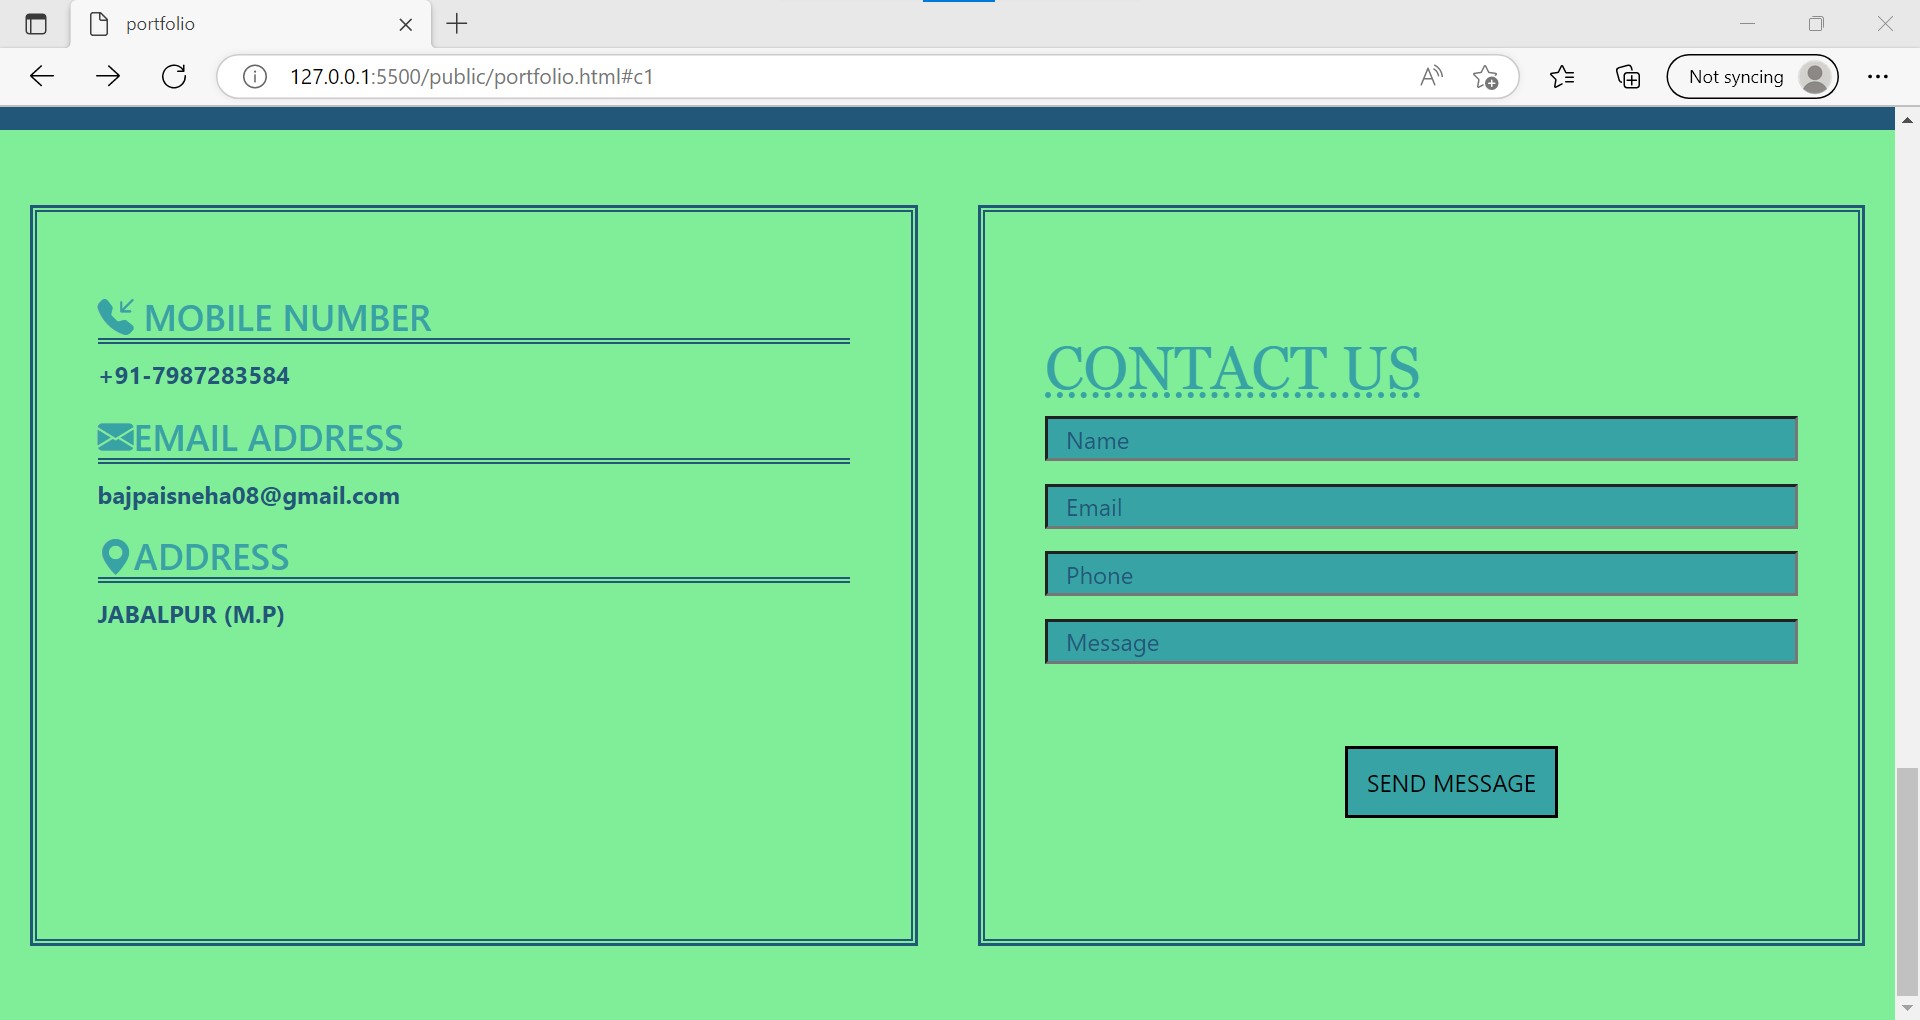 portfolio
127.0.0.1:5500/public/portfolio.html#c1
Not syncing
MOBILE NUMBER
+91-7987283584
EMAIL ADDRESS
bajpaisneha08@gmail.com
ADDRESS
JABALPUR (M.P)
CONTACT US
Name
Email
Phone
Message
SEND MESSAGE